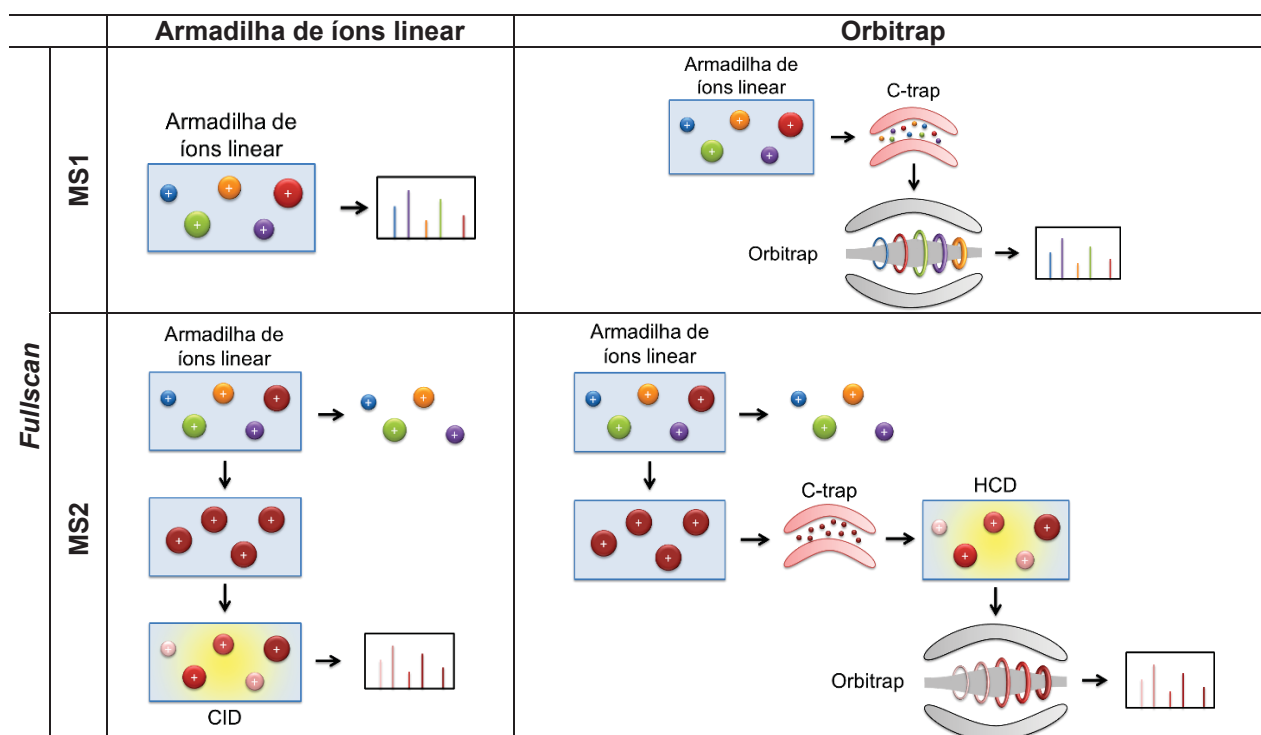 Armadilha de íons linear
Orbitrap
Fullscan
MS1
Armadilha de
íons linear
+ + + + +
Armadilha de
íons linear
+ + + + +
C-trap
Orbitrap
MS2
Armadilha de
íons linear
+ + + + +
+ + + +
+ + + +
+ + + + +
CID
Armadilha de
íons linear
+ + + + +
+ + + +
+ + + +
C-trap
HCD
+ + + + +
Orbitrap